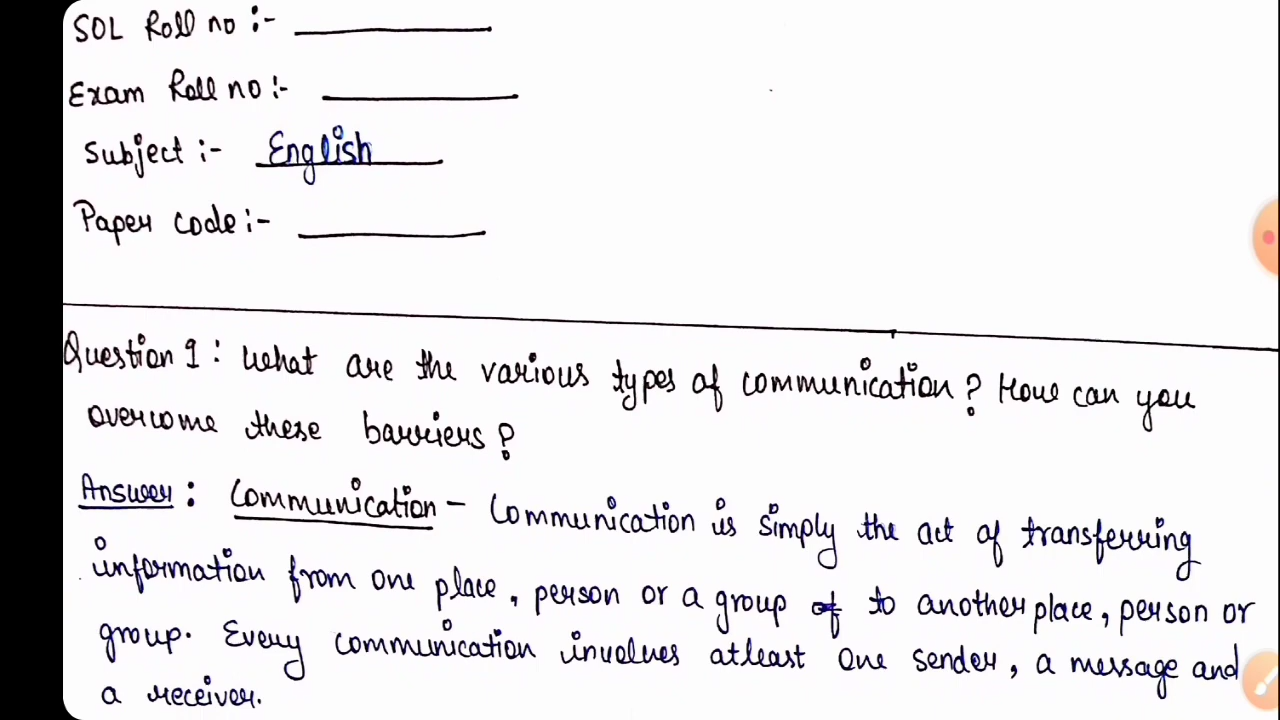 SOL Roll no :- ________
Exam Roll no :- ________
Subject :- English
Paper code :- ________
Question 1 : What are the various types of communication ? How can you
overcome these barriers ?
Answer : Communication - Communication is simply the act of transferring
information from one place, person or a group of to another place, person or
group. Every communication involves atleast one sender, a message and
a receiver.